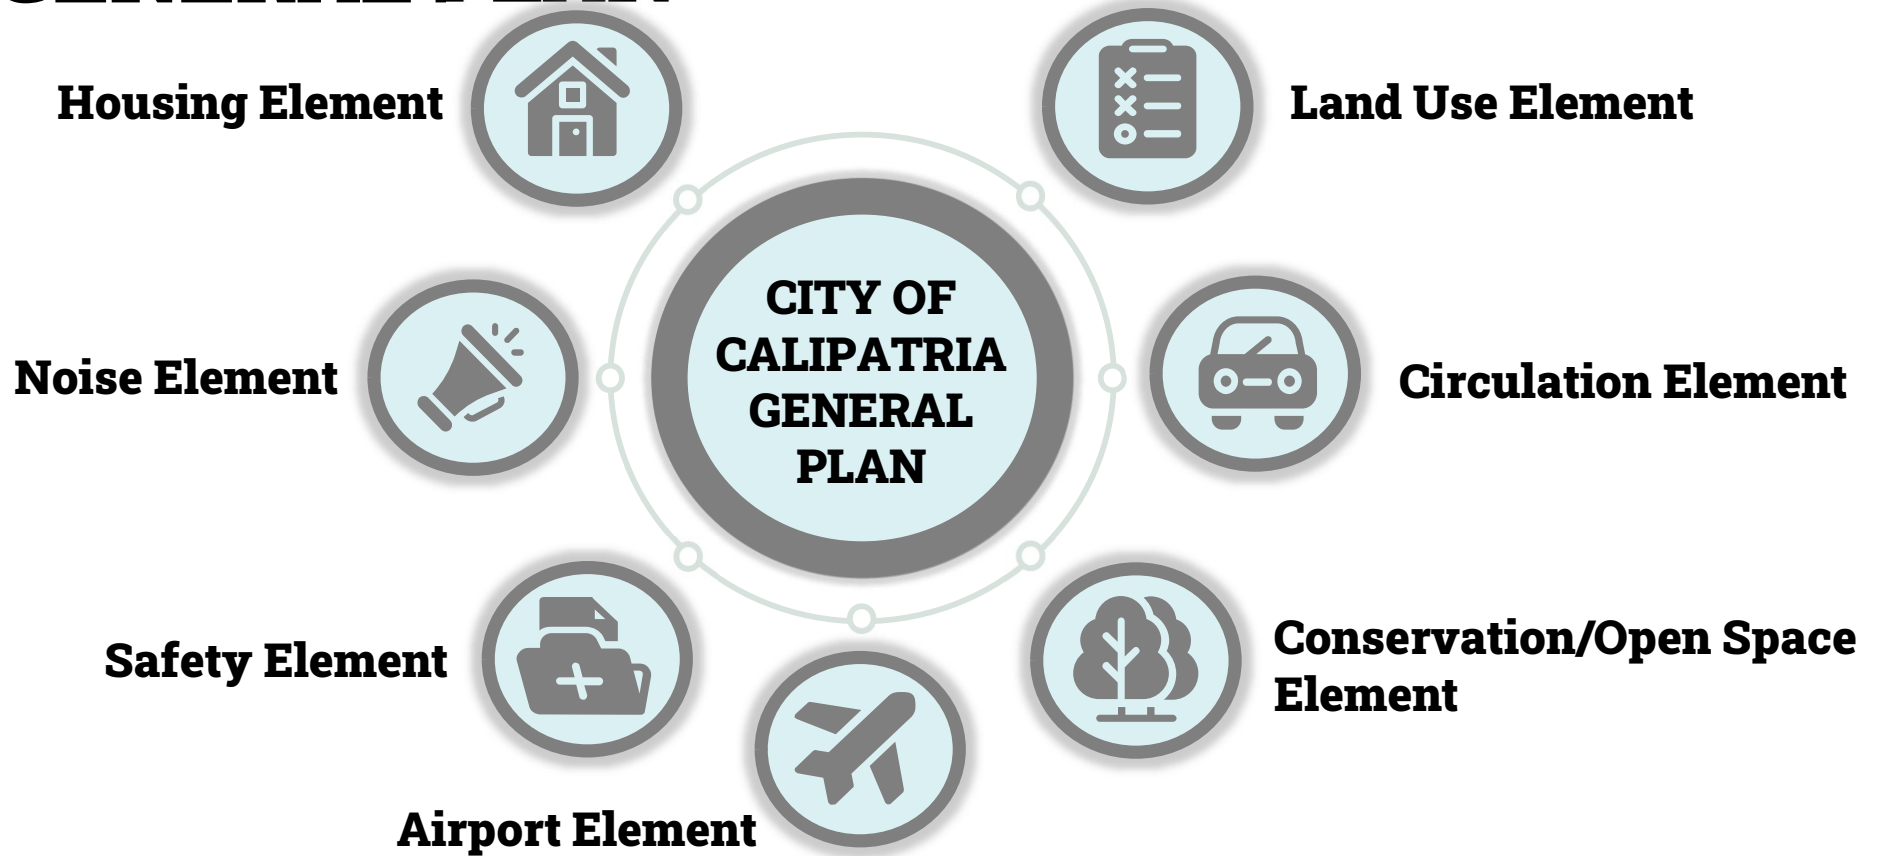 Housing Element
Land Use Element
CITY OF
CALIPATRIA
GENERAL
PLAN
Noise Element
Circulation Element
Safety Element
Conservation/Open Space
Element
Airport Element